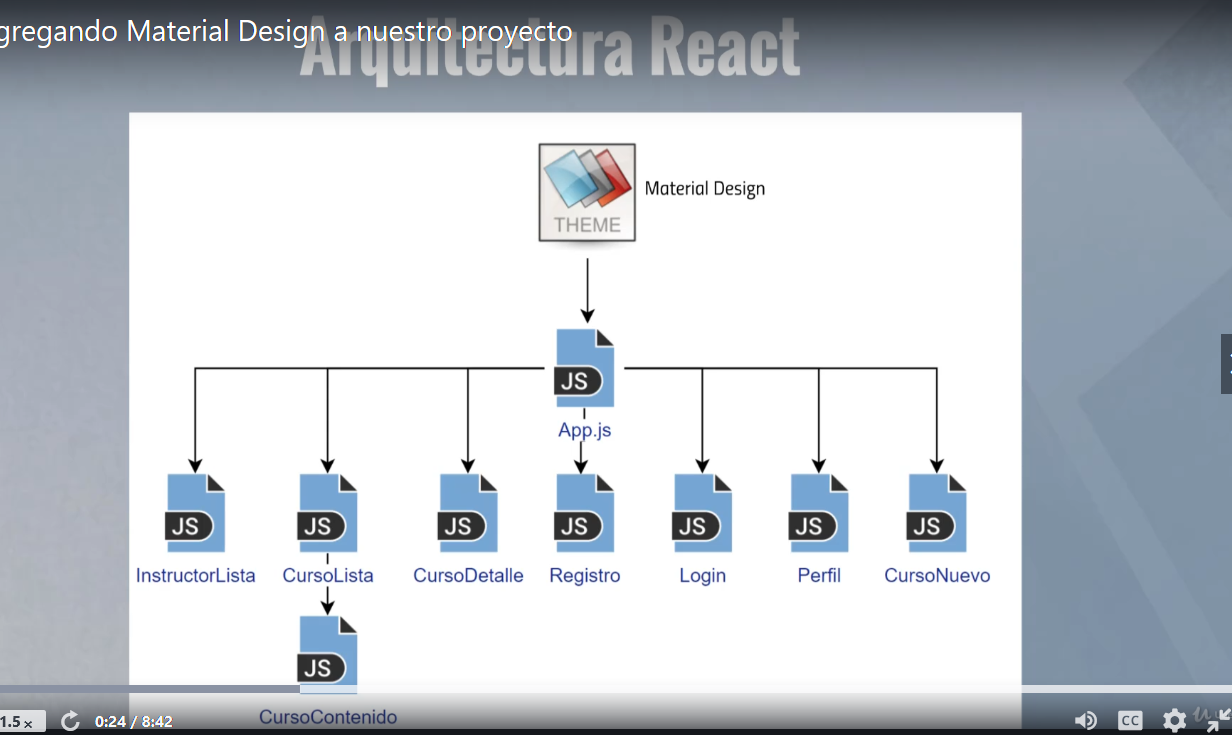 gregando Material Design a nuestro proyecto
Arquitectura React
THEME
Material Design
JS
App.js
JS JS JS JS JS JS JS
InstructorLista CursoLista CursoDetalle Registro Login Perfil CursoNuevo
JS
CursoContenido
1.5x 0:24 / 8:42 CC